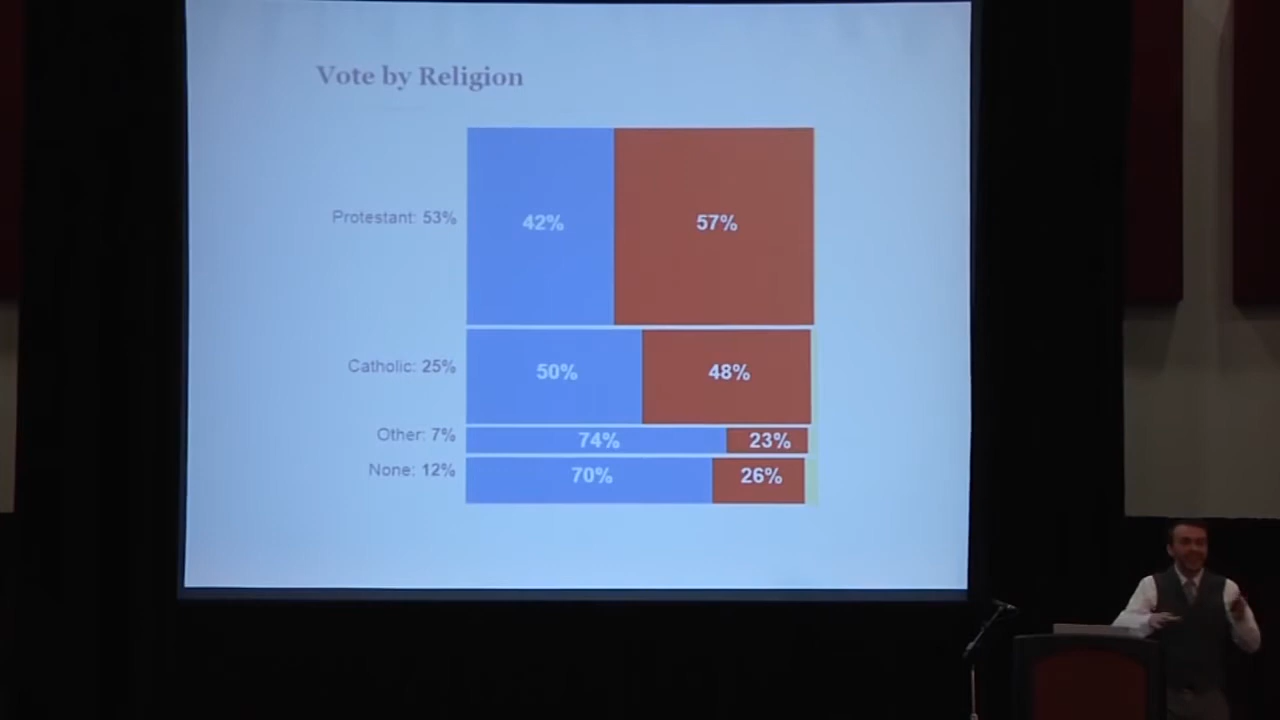 Vote by Religion
Protestant: 53%
42%
57%
Catholic: 25%
50%
48%
Other: 7%
74%
23%
None: 12%
70%
26%